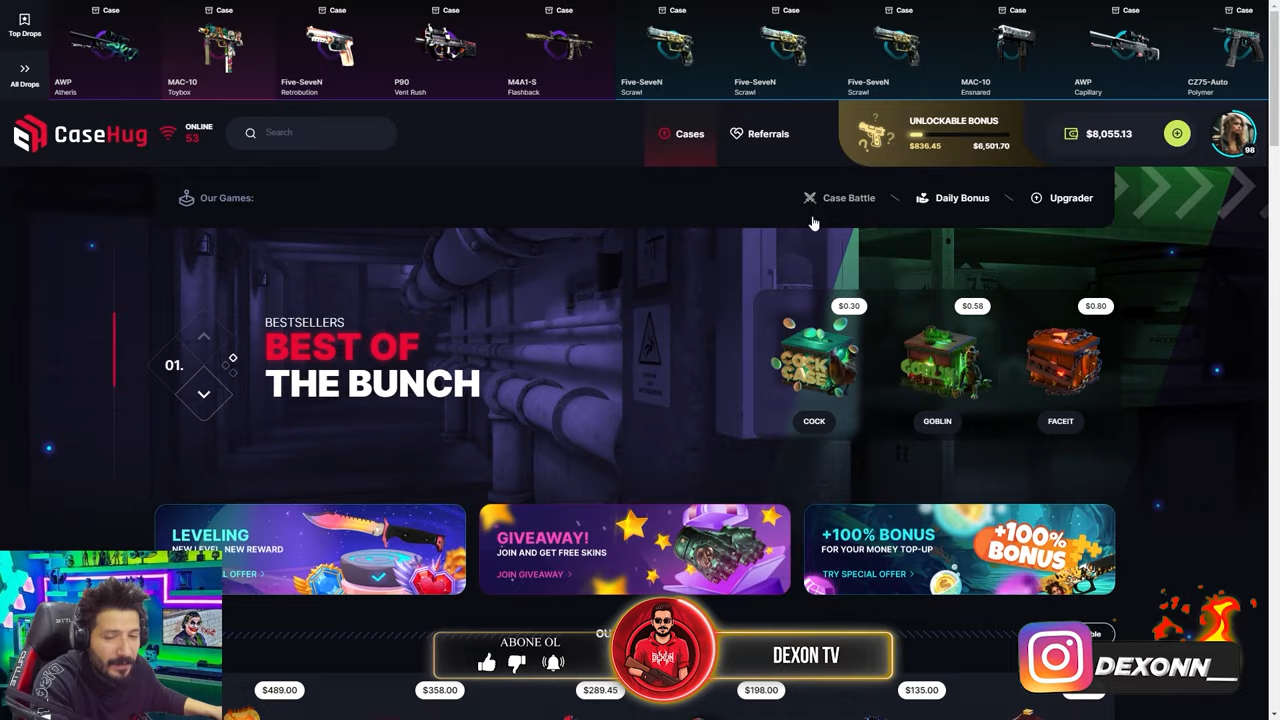 Top Drops
All Drops
Case
AWP
Atheris
Case
MAC-10
Toybox
Case
Five-SeveN
Retrobution
Case
P90
Vent Rush
Case
M4A1-S
Flashback
Case
Five-SeveN
Scrawl
Case
Five-SeveN
Scrawl
Case
Five-SeveN
Scrawl
Case
MAC-10
Ensnared
Case
AWP
Capillary
Case
CZ75-Auto
Polymer
CaseHug
ONLINE
53
Search
Cases
Referrals
UNLOCKABLE BONUS
$836.45
$6,501.70
$8,055.13
98
Our Games:
Case Battle
Daily Bonus
Upgrader
01.
BESTSELLERS
BEST OF
THE BUNCH
$0.30
COCK CASE
COCK
$0.58
GOBLIN
GOBLIN
$0.80
FACEIT
LEVELING
NEW LEVEL, NEW REWARD
L OFFER
GIVEAWAY!
JOIN AND GET FREE SKINS
JOIN GIVEAWAY
+100% BONUS
FOR YOUR MONEY TOP-UP
TRY SPECIAL OFFER
+100%
BONUS
OU
ABONE OL
DEXON TV
DEXONN__
$489.00
$358.00
$289.45
$198.00
$135.00